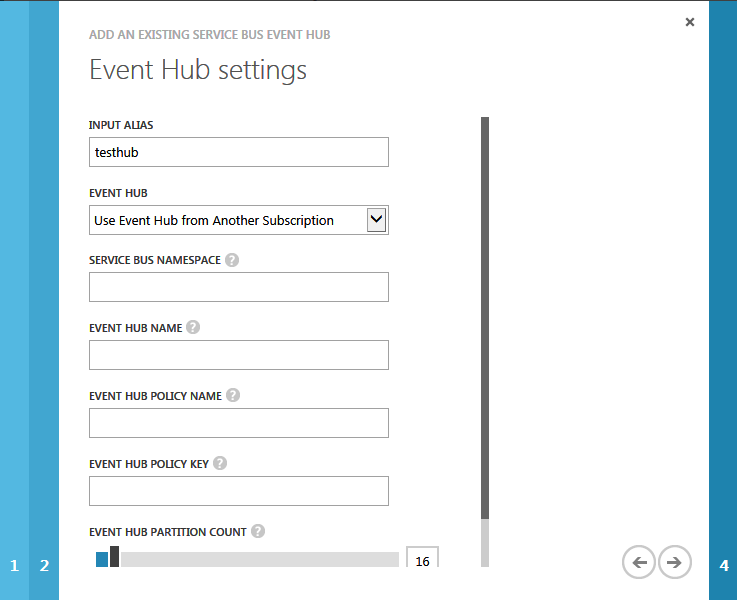 ADD AN EXISTING SERVICE BUS EVENT HUB
Event Hub settings
INPUT ALIAS
testhub
EVENT HUB
Use Event Hub from Another Subscription
SERVICE BUS NAMESPACE ?
EVENT HUB NAME ?
EVENT HUB POLICY NAME ?
EVENT HUB POLICY KEY ?
EVENT HUB PARTITION COUNT ?
16
1 2 4